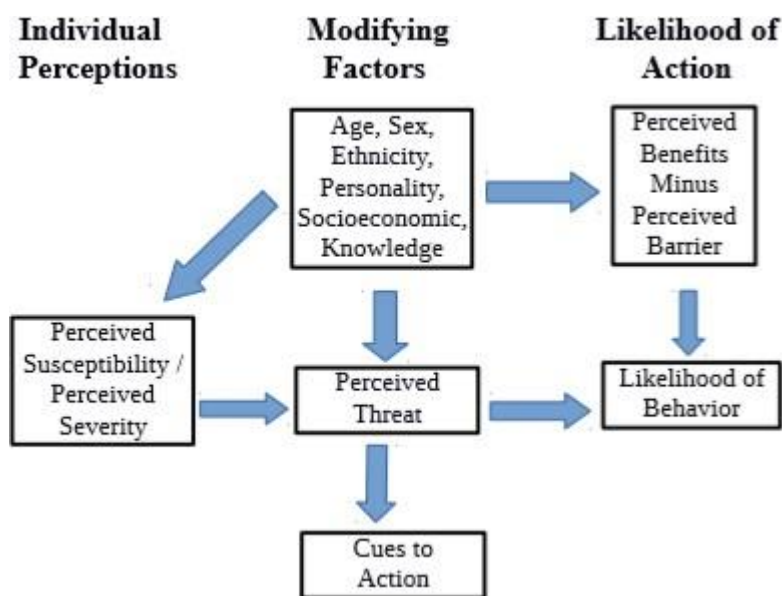 Individual
Perceptions
Modifying
Factors
Likelihood of
Action
Age, Sex,
Ethnicity,
Personality,
Socioeconomic,
Knowledge
Perceived
Benefits
Minus
Perceived
Barrier
Perceived
Susceptibility /
Perceived
Severity
Perceived
Threat
Likelihood of
Behavior
Cues to
Action